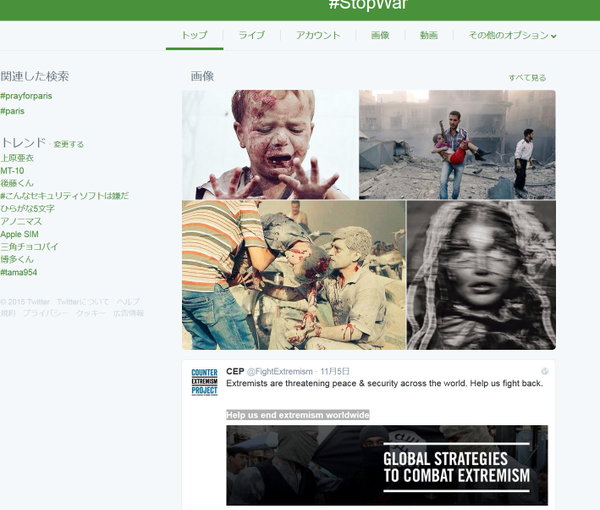 #StopWar
トップ
ライブ
アカウント
画像
動画
その他のオプション
関連した検索
#prayforparis
#paris
トレンド · 変更する
上原亜衣
MT-10
後藤くん
#こんなセキュリティソフトは嫌だ
ひらがな5文字
アノニマス
Apple SIM
三角チョコパイ
博多くん
#tama954
© 2015 Twitter Twitterについて ヘルプ
規約 プライバシー クッキー 広告情報
画像
すべて見る
COUNTER
EXTREMISM
PROJECT
CEP @FightExtremism · 11月5日
Extremists are threatening peace & security across the world. Help us fight back.
Help us end extremism worldwide
GLOBAL STRATEGIES
TO COMBAT EXTREMISM